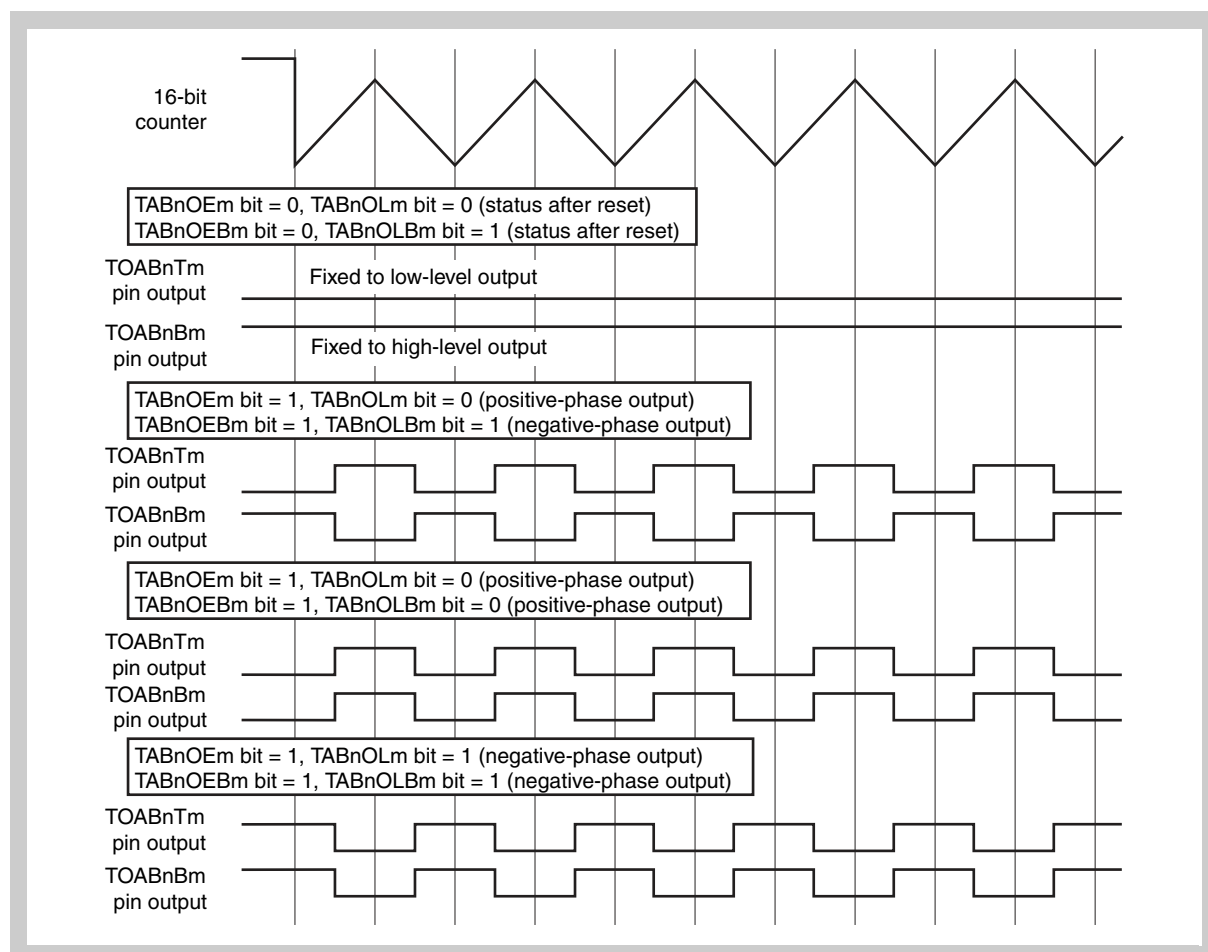 16-bit
counter
TABnOEm bit = 0, TABnOLm bit = 0 (status after reset)
TABnOEBm bit = 0, TABnOLBm bit = 1 (status after reset)
TOABnTm
pin output
Fixed to low-level output
TOABnBm
pin output
Fixed to high-level output
TABnOEm bit = 1, TABnOLm bit = 0 (positive-phase output)
TABnOEBm bit = 1, TABnOLBm bit = 1 (negative-phase output)
TOABnTm
pin output
TOABnBm
pin output
TABnOEm bit = 1, TABnOLm bit = 0 (positive-phase output)
TABnOEBm bit = 1, TABnOLBm bit = 0 (positive-phase output)
TOABnTm
pin output
TOABnBm
pin output
TABnOEm bit = 1, TABnOLm bit = 1 (negative-phase output)
TABnOEBm bit = 1, TABnOLBm bit = 1 (negative-phase output)
TOABnTm
pin output
TOABnBm
pin output